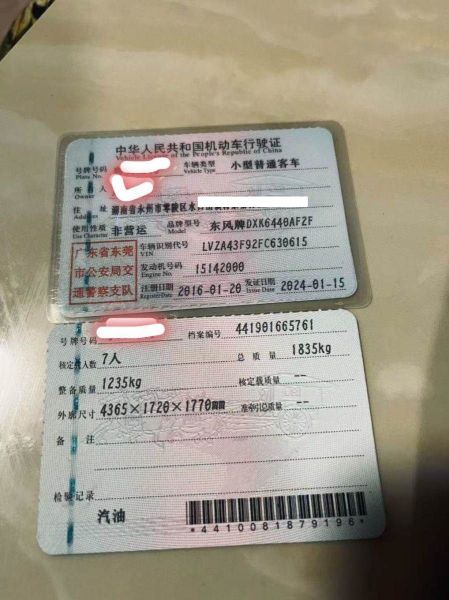 中华人民共和国机动车行驶证
Vehicle License of the People's Republic of China
号牌号码
Plate No.
车辆类型 小型普通客车
Vehicle Type
所有人
Owner
住址 湖南省永州市零陵区水
Address
使用性质 非营运 品牌型号 东风牌DXK6440AF2F
Use Character Model
广东省东莞
市公安局交
通警察支队
车辆识别代号 LVZA43F92FC630615
VIN
发动机号码 15142000
Engine No.
注册日期 2016-01-20 发证日期 2024-01-15
Register Date Issue Date
号牌号码 档案编号 441901665761
核定载人数 7人 总质量 1835kg
整备质量 1235kg 核定载质量 --
外廓尺寸 4365×1720×1770mm 准牵引总质量 --
备注
检验记录
汽油
*4410081879196*